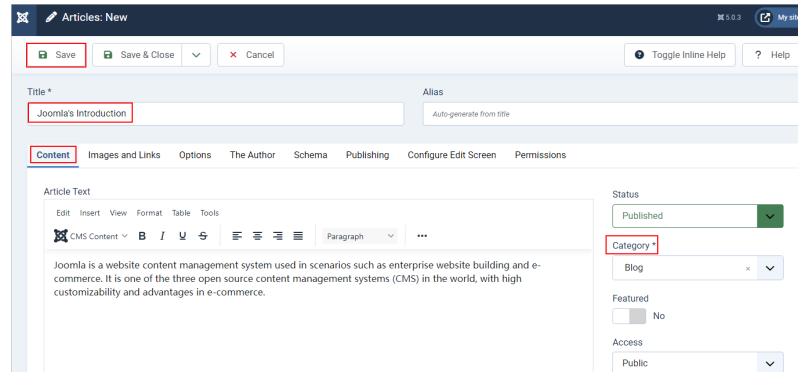 Articles: New
5.0.3
My site
Save
Save & Close
Cancel
Toggle Inline Help
? Help
Title *
Alias
Joomla's Introduction
Auto-generate from title
Content Images and Links Options The Author Schema Publishing Configure Edit Screen Permissions
Article Text
Edit Insert View Format Table Tools
CMS Content B I U S Paragraph ...
Joomla is a website content management system used in scenarios such as enterprise website building and e-
commerce. It is one of the three open source content management systems (CMS) in the world, with high
customizability and advantages in e-commerce.
Status
Published
Category *
Blog ×
Featured
No
Access
Public